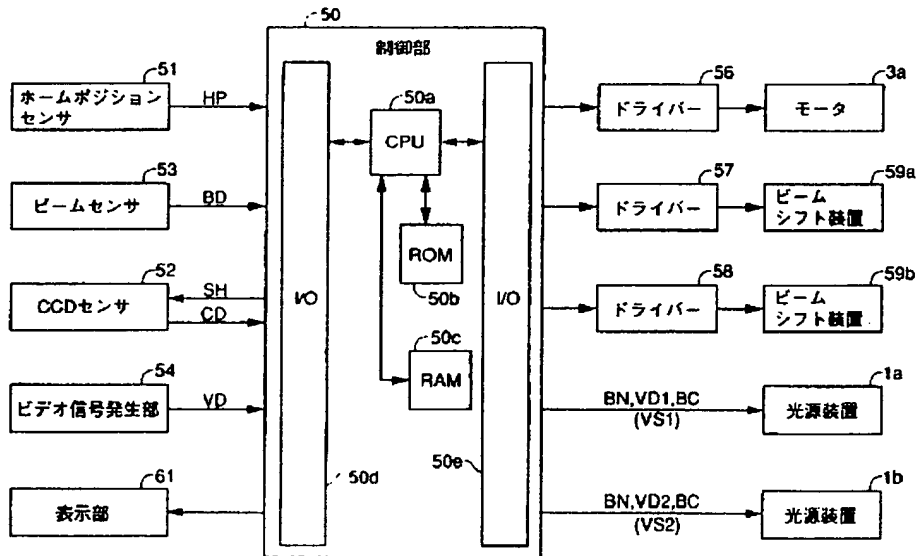 50
制御部
51
ホームポジション
センサ
HP
53
ビームセンサ
BD
52
CCDセンサ
SH
CD
54
ビデオ信号発生部
VD
61
表示部
I/O
50d
50a
CPU
ROM
50b
50c
RAM
I/O
50e
56
ドライバー
3a
モータ
57
ドライバー
59a
ビーム
シフト装置
58
ドライバー
59b
ビーム
シフト装置
BN,VD1,BC
(VS1)
1a
光源装置
BN,VD2,BC
(VS2)
1b
光源装置